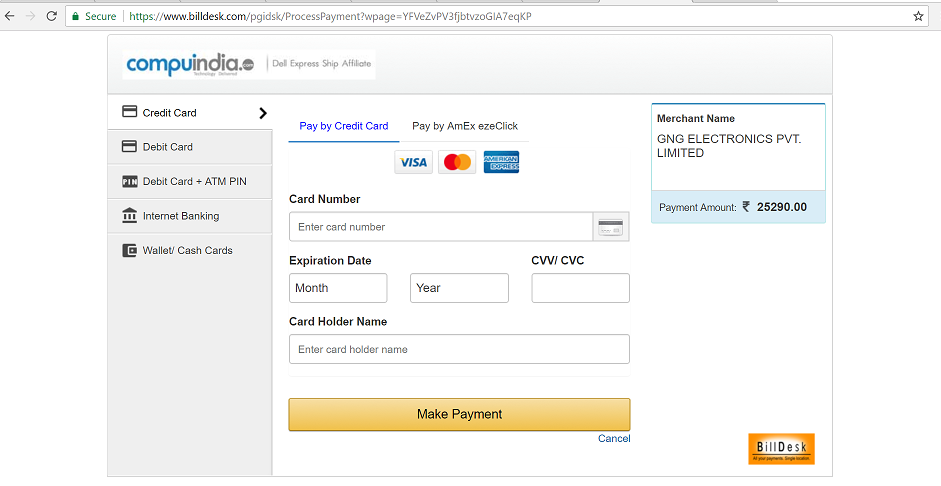 Secure https://www.billdesk.com/pgidsk/ProcessPayment?wpage=YFVeZvPV3fjbtvzoGIA7eqKP
compuindia.com Dell Express Ship Affiliate
Technology Delivered
Credit Card
Debit Card
PIN Debit Card + ATM PIN
Internet Banking
Wallet/ Cash Cards
Pay by Credit Card Pay by AmEx ezeClick
VISA MasterCard AMERICAN EXPRESS
Card Number
Enter card number
Expiration Date CVV/ CVC
Month Year
Card Holder Name
Enter card holder name
Make Payment
Cancel
Merchant Name
GNG ELECTRONICS PVT.
LIMITED
Payment Amount: ₹ 25290.00
BillDesk
All your payments. Single location